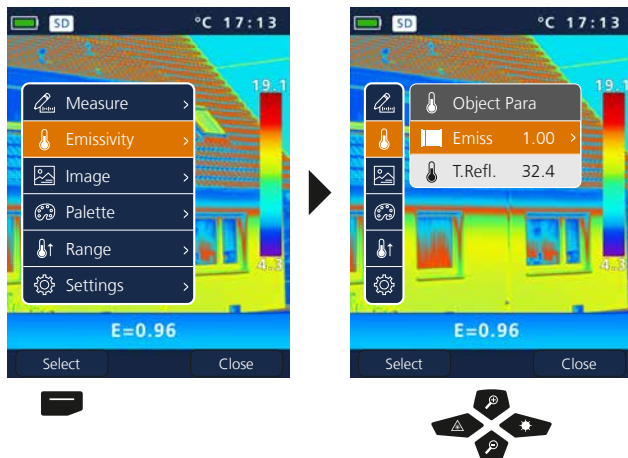 SD °C 17:13
19.1
Measure
Emissivity
Image
Palette
Range
Settings
4.3
E=0.96
Select Close
SD °C 17:13
19.1
Object Para
Emiss 1.00
T.Refl. 32.4
4.3
E=0.96
Select Close